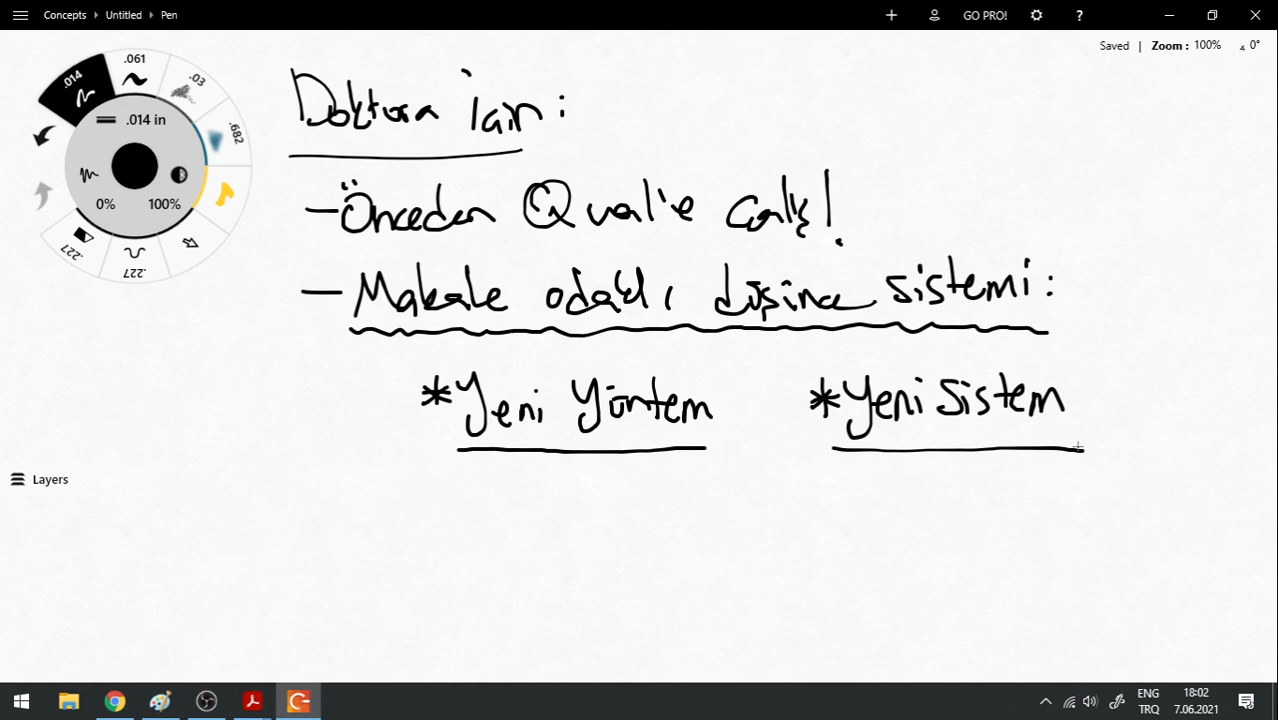 Concepts > Untitled > Pen
GO PRO!
?
Saved | Zoom : 100% 0°
.014
.061
.03
.682
.014 in
0% 100%
.227
.227
Doktora İçin :
- Önceden Qual'e çalış!
- Makale odaklı düşünce sistemi :
* Yeni Yöntem * Yeni Sistem
Layers
ENG 18:02
TRQ 7.06.2021